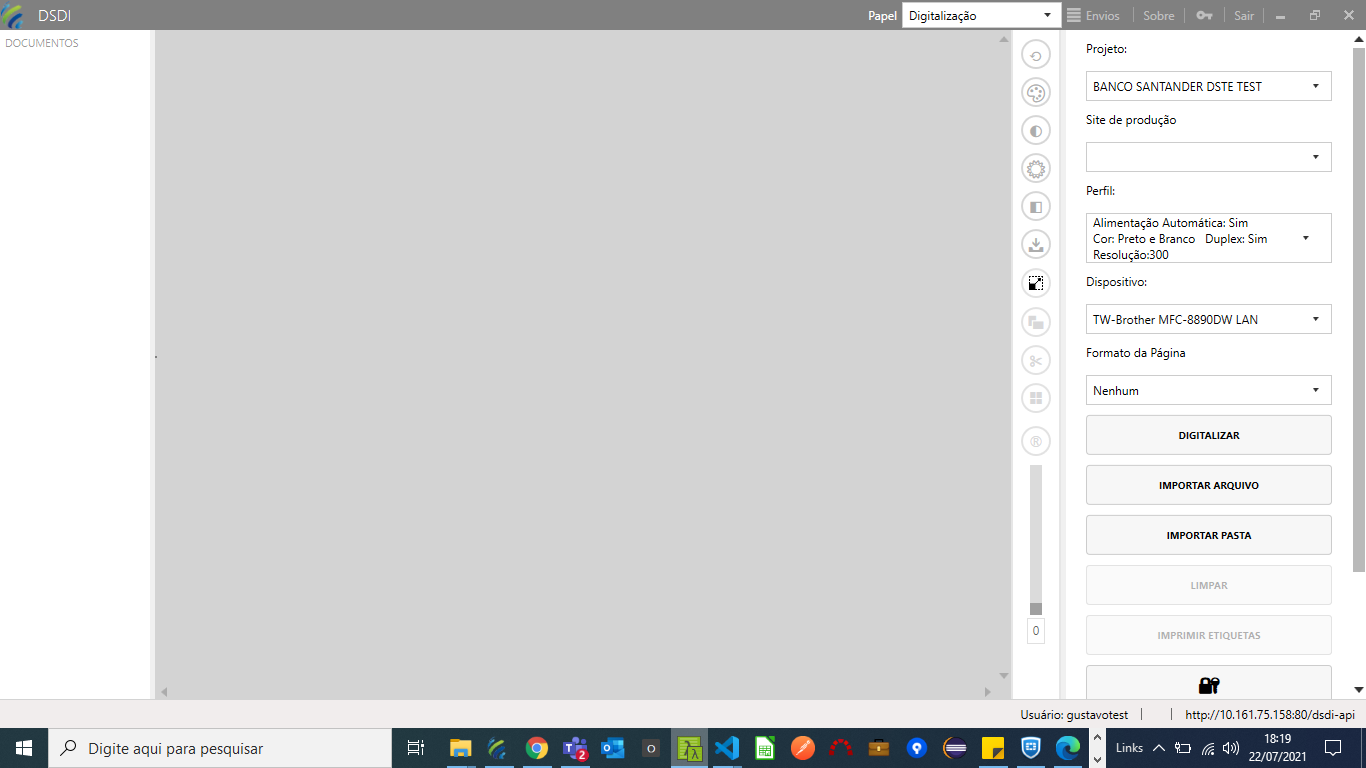 DSDI
Papel
Digitalização
Envios
Sobre
Sair
DOCUMENTOS
Projeto:
BANCO SANTANDER DSTE TEST
Site de produção
Perfil:
Alimentação Automática: Sim
Cor: Preto e Branco Duplex: Sim
Resolução:300
Dispositivo:
TW-Brother MFC-8890DW LAN
Formato da Página
Nenhum
DIGITALIZAR
IMPORTAR ARQUIVO
IMPORTAR PASTA
LIMPAR
IMPRIMIR ETIQUETAS
®
0
Usuário: gustavotest
http://10.161.75.158:80/dsdi-api
Digite aqui para pesquisar
2
Links
18:19
22/07/2021